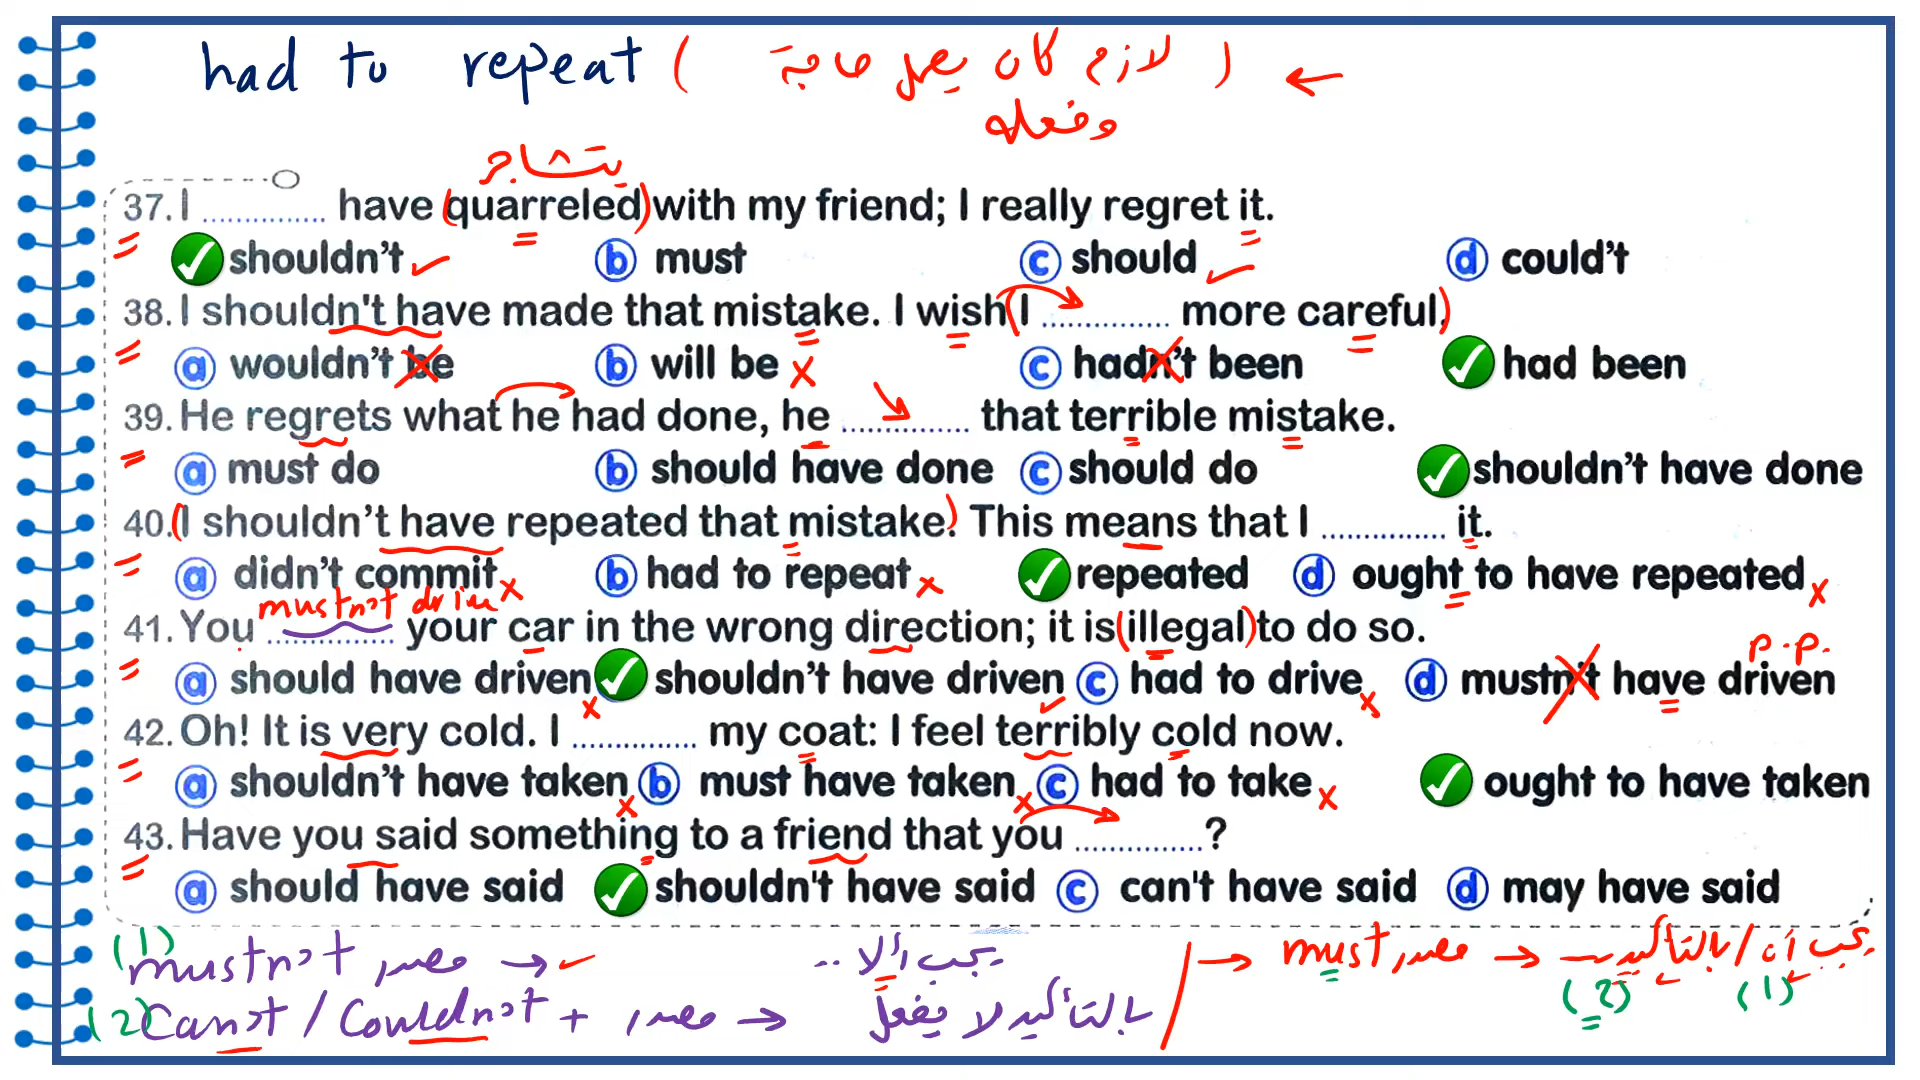 had to repeat ( لازم كان يعمل حاجة ) ←
وفعله
يتشاجر
37. I ............... have (quarreled) with my friend; I really regret it.
✓ shouldn't ✓ ⓑ must ⓒ should ⓓ could't
38. I shouldn't have made that mistake. I wish (I ............... more careful.)
ⓐ wouldn't be ⓑ will be x ⓒ hadn't been ✓ had been
39. He regrets what he had done, he ............... that terrible mistake.
ⓐ must do ⓑ should have done ⓒ should do ✓ shouldn't have done
40. (I shouldn't have repeated that mistake.) This means that I ............... it.
ⓐ didn't commit x ⓑ had to repeat x ✓ repeated ⓓ ought to have repeated x
must not drive
41. You ............... your car in the wrong direction; it is (illegal) to do so.
p.p.
ⓐ should have driven x ✓ shouldn't have driven ✓ ⓒ had to drive x ⓓ mustn't have driven
42. Oh! It is very cold. I ............... my coat: I feel terribly cold now.
ⓐ shouldn't have taken x ⓑ must have taken x ⓒ had to take x ✓ ought to have taken
43. Have you said something to a friend that you ...............?
ⓐ should have said ✓ shouldn't have said ⓒ can't have said ⓓ may have said
(1) must not مصدر → ✓ يجب ألا .. → must مصدر → يجب أن / بالتأكيد
(2) Can not / Could not + مصدر → بالتأكيد لا يفعل (2) (1)